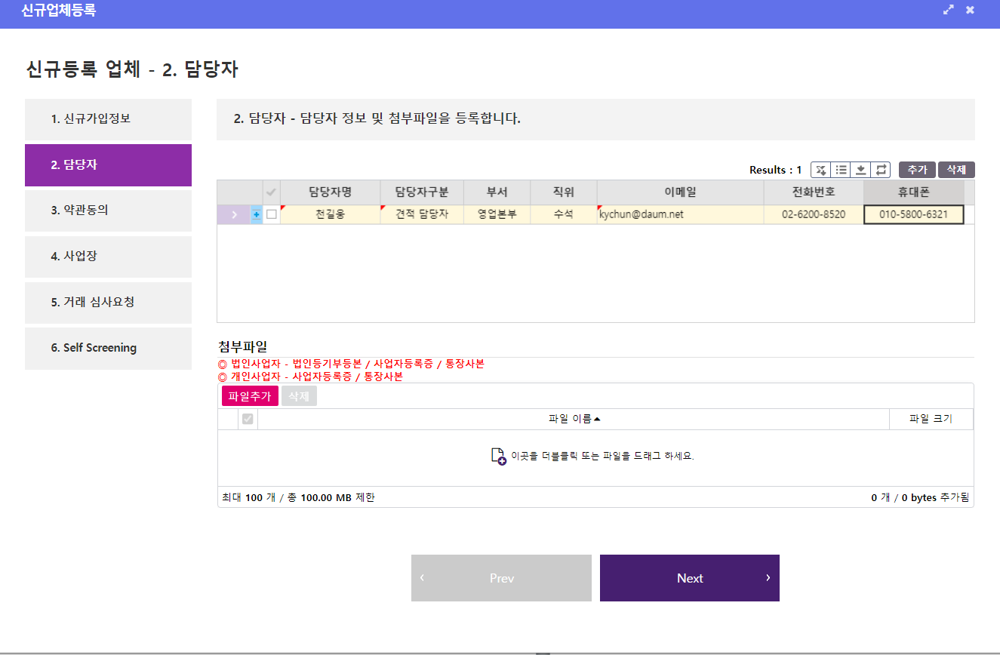 신규업체등록
신규등록 업체 - 2. 담당자
1. 신규가입정보
2. 담당자
3. 약관동의
4. 사업장
5. 거래 심사요청
6. Self Screening
2. 담당자 - 담당자 정보 및 첨부파일을 등록합니다.
Results : 1 추가 삭제
담당자명 담당자구분 부서 직위 이메일 전화번호 휴대폰
천길웅 견적 담당자 영업본부 수석 kychun@daum.net 02-6200-8520 010-5800-6321
첨부파일
◎ 법인사업자 - 법인등기부등본 / 사업자등록증 / 통장사본
◎ 개인사업자 - 사업자등록증 / 통장사본
파일추가 삭제
파일 이름 파일 크기
이곳을 더블클릭 또는 파일을 드래그 하세요.
최대 100 개 / 총 100.00 MB 제한 0 개 / 0 bytes 추가됨
Prev Next